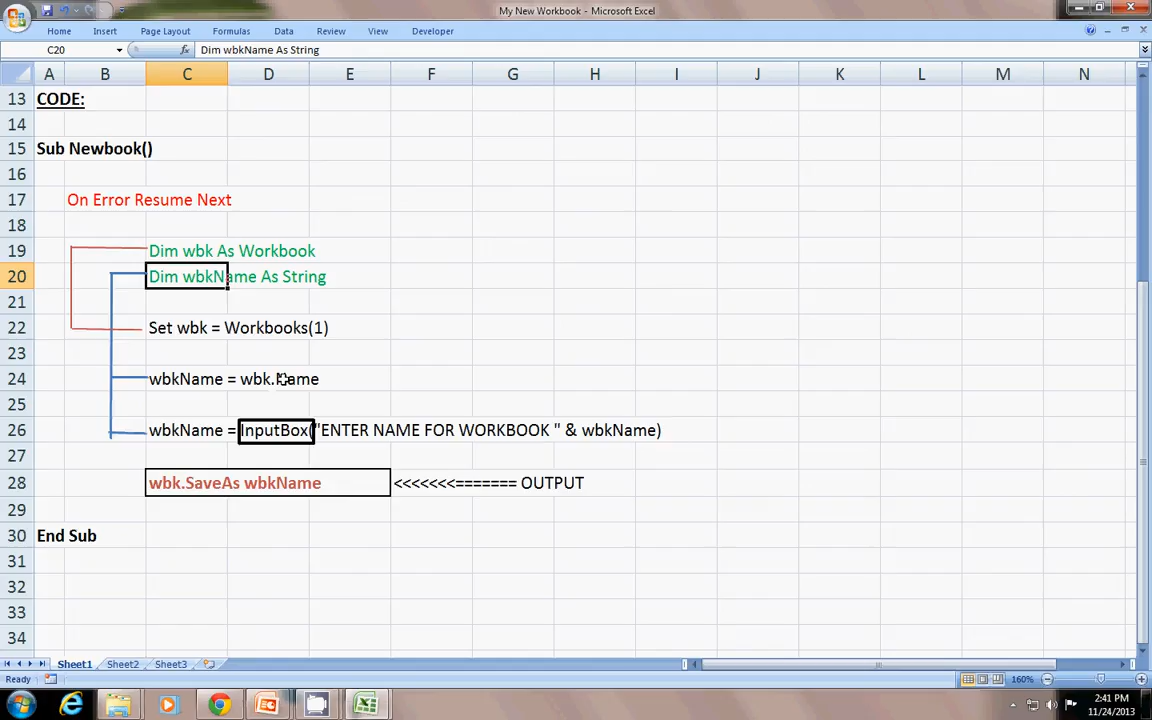 My New Workbook - Microsoft Excel
Home Insert Page Layout Formulas Data Review View Developer
C20 fx Dim wbkName As String
A B C D E F G H I J K L M N
13 CODE:
14
15 Sub Newbook()
16
17 On Error Resume Next
18
19 Dim wbk As Workbook
20 Dim wbkName As String
21
22 Set wbk = Workbooks(1)
23
24 wbkName = wbk.Name
25
26 wbkName = InputBox("ENTER NAME FOR WORKBOOK " & wbkName)
27
28 wbk.SaveAs wbkName <<<<<<<======= OUTPUT
29
30 End Sub
31
32
33
34
Sheet1 Sheet2 Sheet3
Ready 160%
2:41 PM
11/24/2013